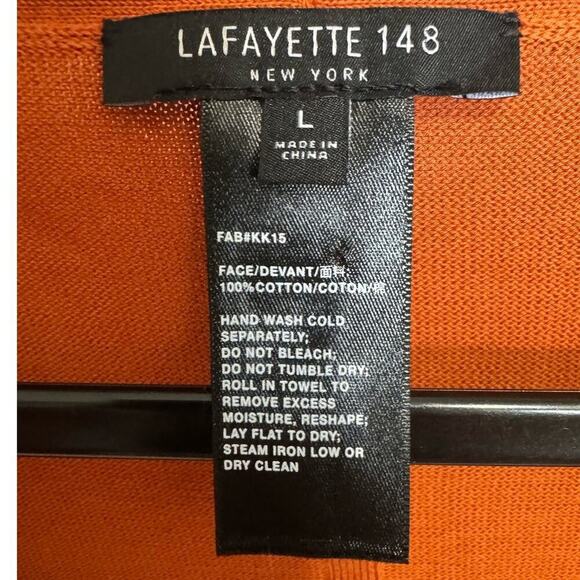 LAFAYETTE 148
NEW YORK
L
MADE IN
CHINA
FAB#KK15
FACE/DEVANT/面料
100%COTTON/COTON/棉
HAND WASH COLD
SEPARATELY;
DO NOT BLEACH;
DO NOT TUMBLE DRY;
ROLL IN TOWEL TO
REMOVE EXCESS
MOISTURE, RESHAPE;
LAY FLAT TO DRY;
STEAM IRON LOW OR
DRY CLEAN